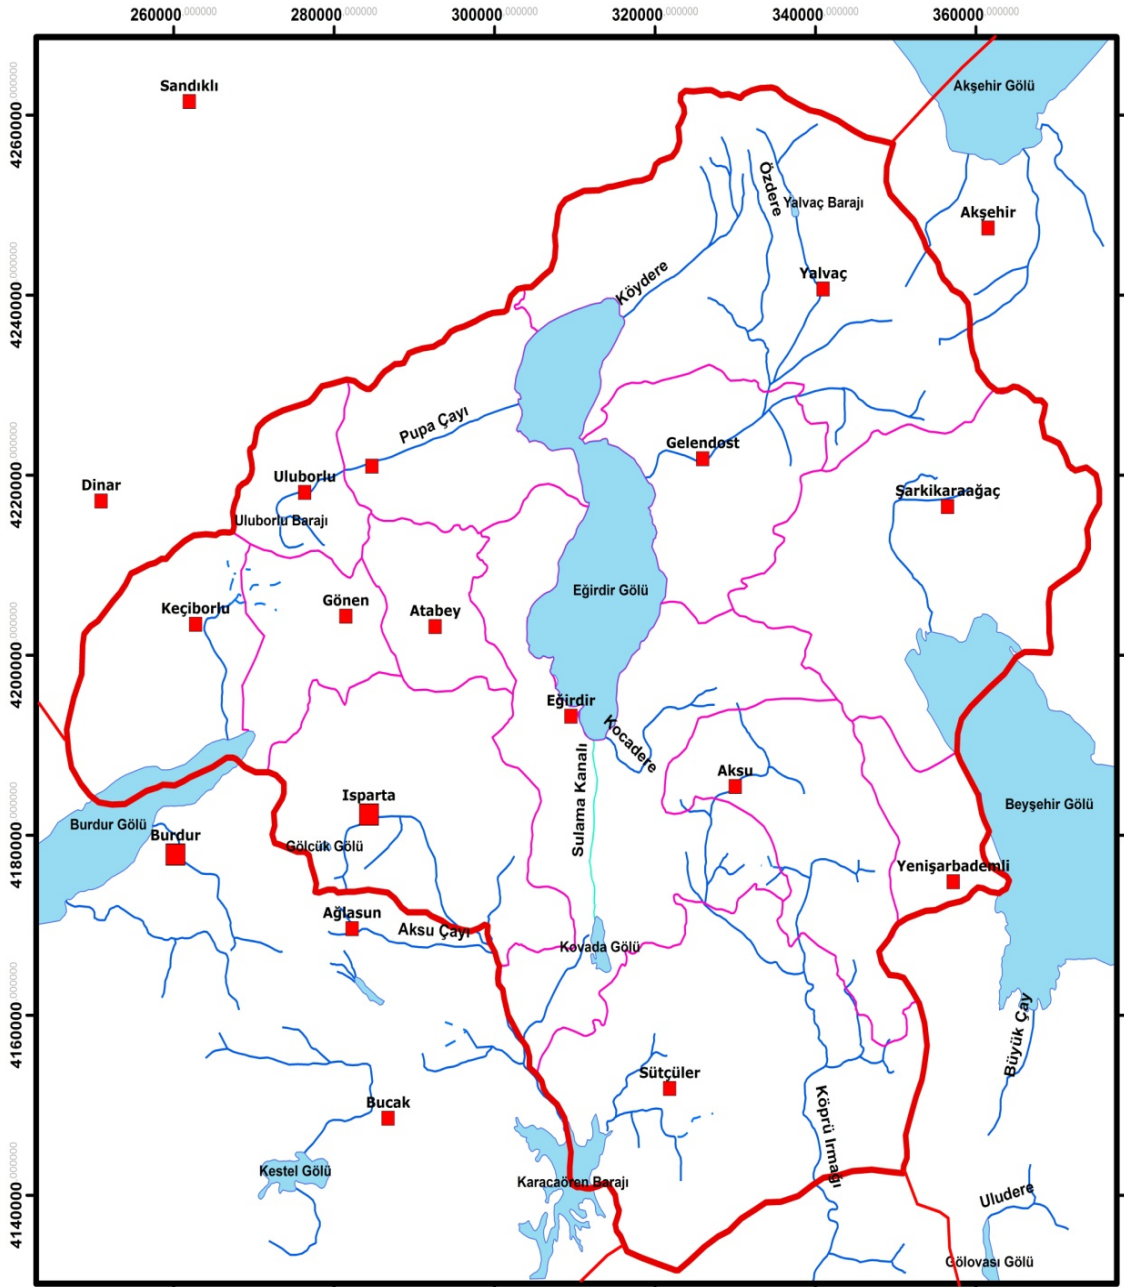 260000,000000
280000,000000
300000,000000
320000,000000
340000,000000
360000,000000
4260000,000000
4240000,000000
4220000,000000
4200000,000000
4180000,000000
4160000,000000
4140000,000000
Sandıklı
Akşehir Gölü
Özdere
Yalvaç Barajı
Akşehir
Köydere
Yalvaç
Pupa Çayı
Gelendost
Uluborlu
Dinar
Şarkikaraağaç
Uluborlu Barajı
Eğirdir Gölü
Keçiborlu
Gönen
Atabey
Eğirdir
Kocadere
Sulama Kanalı
Aksu
Isparta
Beyşehir Gölü
Burdur Gölü
Burdur
Gölcük Gölü
Yenişarbademli
Ağlasun
Aksu Çayı
Kovada Gölü
Büyük Çay
Sütçüler
Bucak
Köprü Irmağı
Kestel Gölü
Karacaören Barajı
Uludere
Gölovası Gölü